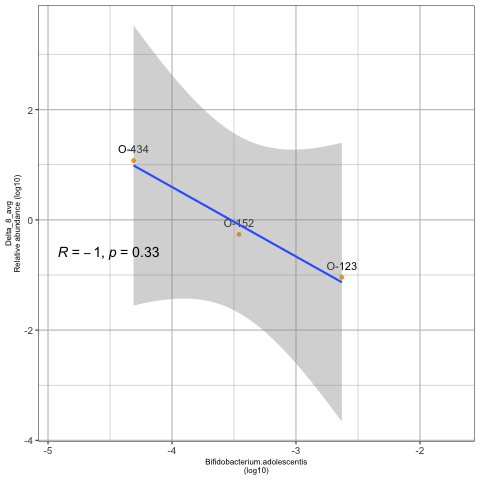 Delta_8_avg
Relative abundance (log10)
2
0
-2
-4
O-434
O-152
O-123
R = – 1, p = 0.33
-5
-4
-3
-2
Bifidobacterium.adolescentis
(log10)